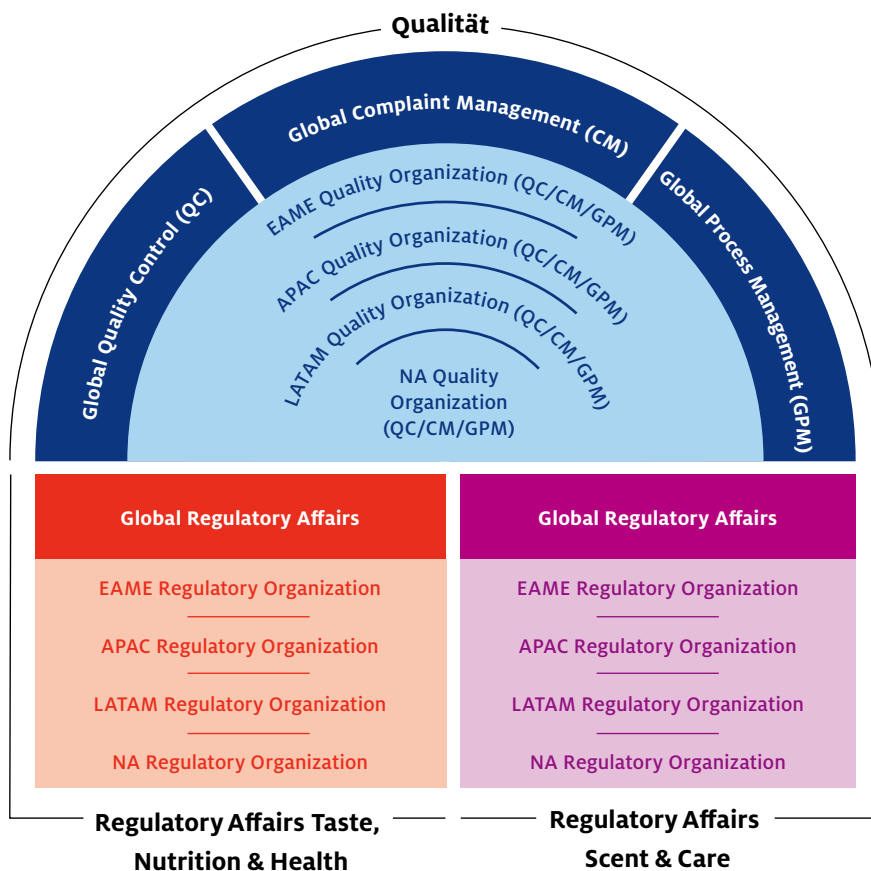 Qualität
Global Quality Control (QC)
Global Complaint Management (CM)
Global Process Management (GPM)
EAME Quality Organization (QC/CM/GPM)
APAC Quality Organization (QC/CM/GPM)
LATAM Quality Organization (QC/CM/GPM)
NA Quality
Organization
(QC/CM/GPM)
Global Regulatory Affairs
EAME Regulatory Organization
APAC Regulatory Organization
LATAM Regulatory Organization
NA Regulatory Organization
Regulatory Affairs Taste,
Nutrition & Health
Global Regulatory Affairs
EAME Regulatory Organization
APAC Regulatory Organization
LATAM Regulatory Organization
NA Regulatory Organization
Regulatory Affairs
Scent & Care